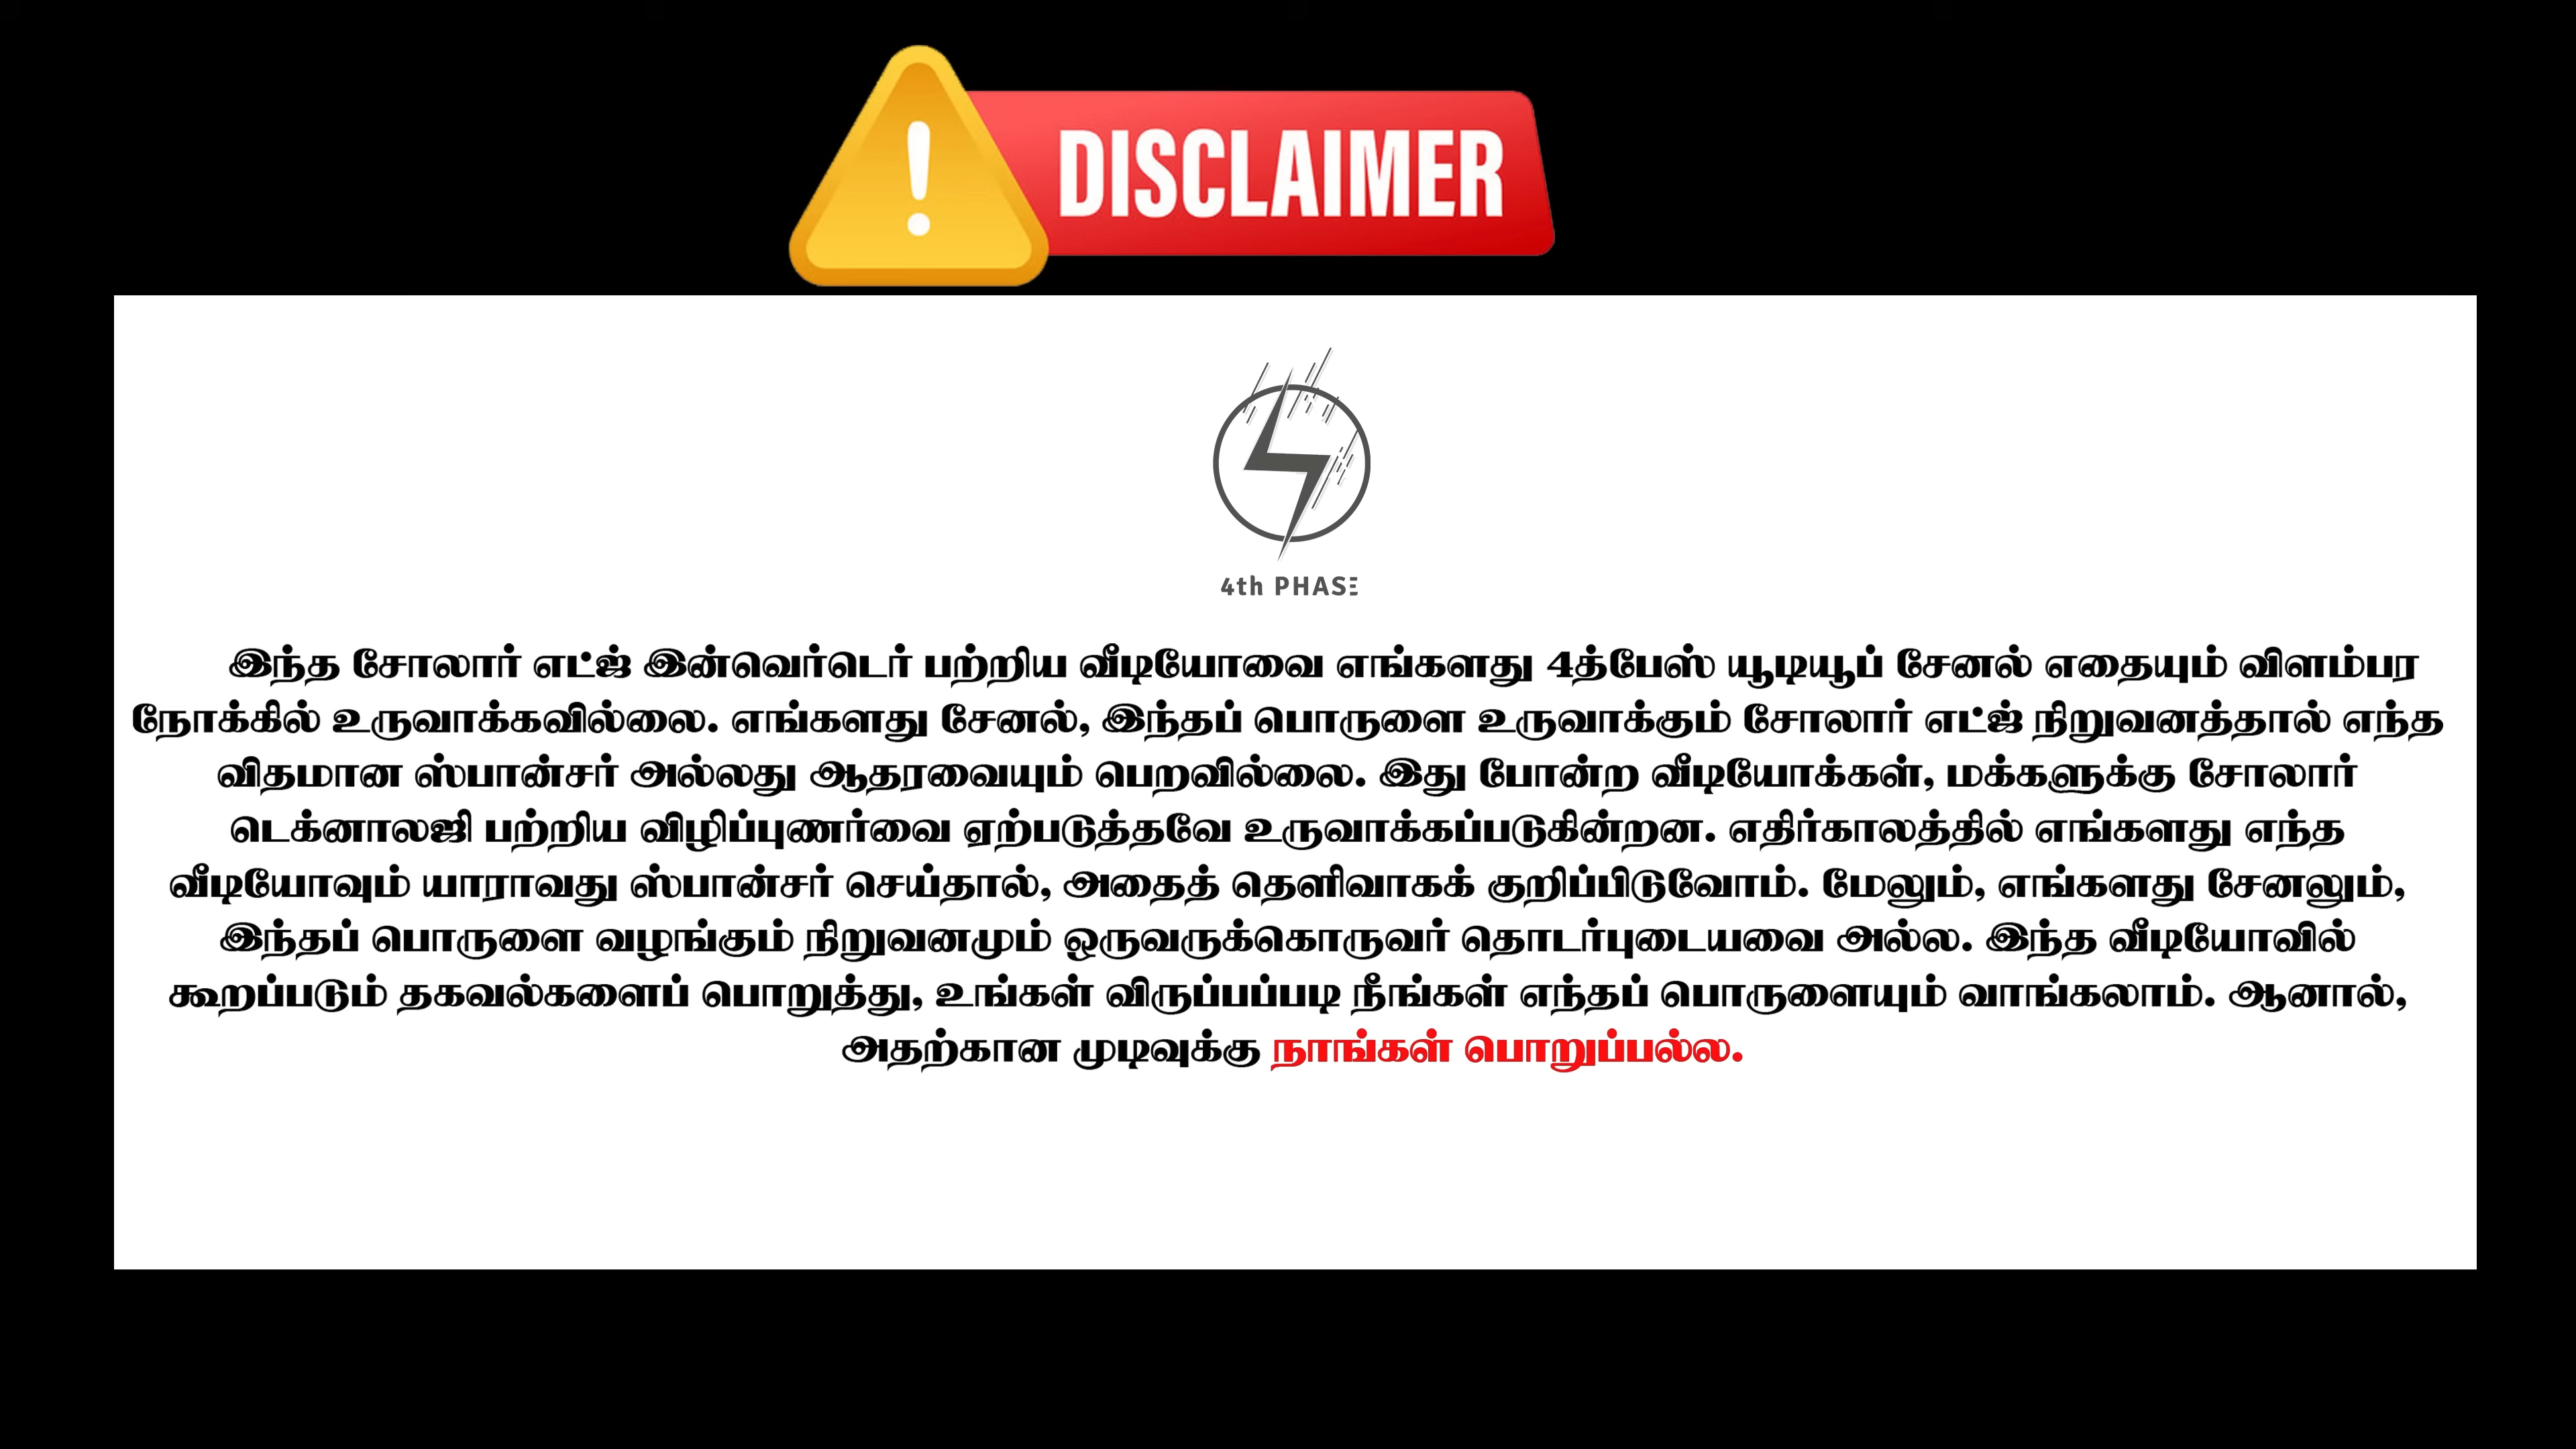 DISCLAIMER
4th PHASE
இந்த சோலார் எட்ஜ் இன்வெர்டெர் பற்றிய வீடியோவை எங்களது 4த்பேஸ் யூடியூப் சேனல் எதையும் விளம்பர
நோக்கில் உருவாக்கவில்லை. எங்களது சேனல், இந்தப் பொருளை உருவாக்கும் சோலார் எட்ஜ் நிறுவனத்தால் எந்த
விதமான ஸ்பான்சர் அல்லது ஆதரவையும் பெறவில்லை. இது போன்ற வீடியோக்கள், மக்களுக்கு சோலார்
டெக்னாலஜி பற்றிய விழிப்புணர்வை ஏற்படுத்தவே உருவாக்கப்படுகின்றன. எதிர்காலத்தில் எங்களது எந்த
வீடியோவும் யாராவது ஸ்பான்சர் செய்தால், அதைத் தெளிவாகக் குறிப்பிடுவோம். மேலும், எங்களது சேனலும்,
இந்தப் பொருளை வழங்கும் நிறுவனமும் ஒருவருக்கொருவர் தொடர்புடையவை அல்ல. இந்த வீடியோவில்
கூறப்படும் தகவல்களைப் பொறுத்து, உங்கள் விருப்பப்படி நீங்கள் எந்தப் பொருளையும் வாங்கலாம். ஆனால்,
அதற்கான முடிவுக்கு நாங்கள் பொறுப்பல்ல.